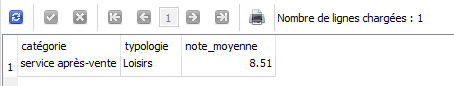 1 Nombre de lignes chargées : 1
catégorie typologie note_moyenne
1 service après-vente Loisirs 8.51